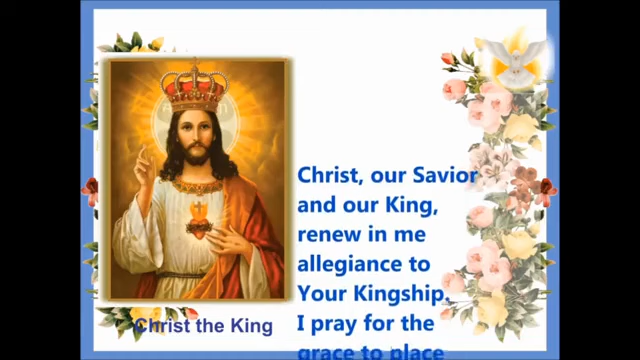 Christ, our Savior
and our King,
renew in me
allegiance to
Your Kingship.
I pray for the
grace to place
Christ the King